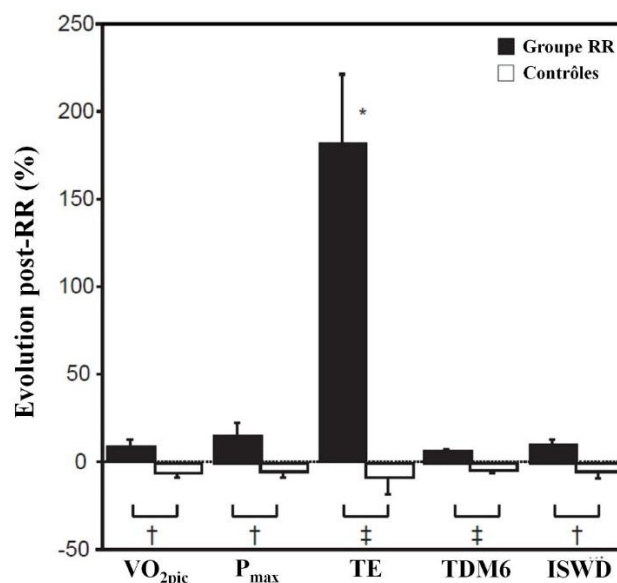 250
200
150
100
50
0
-50
Evolution post-RR (%)
Groupe RR
Contrôles
*
† † ‡ ‡ †
VO2pic Pmax TE TDM6 ISWD